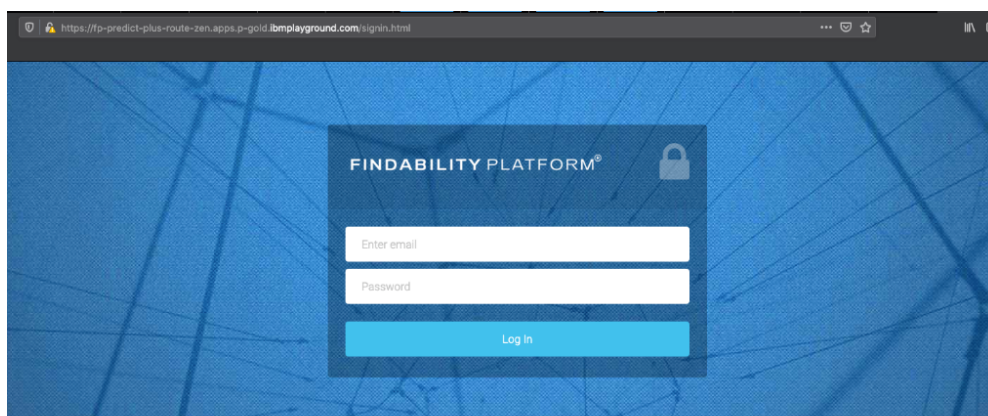 https://fp-predict-plus-route-zen.apps.p-gold.ibmplayground.com/signin.html
FINDABILITY PLATFORM®
Enter email
Password
Log In